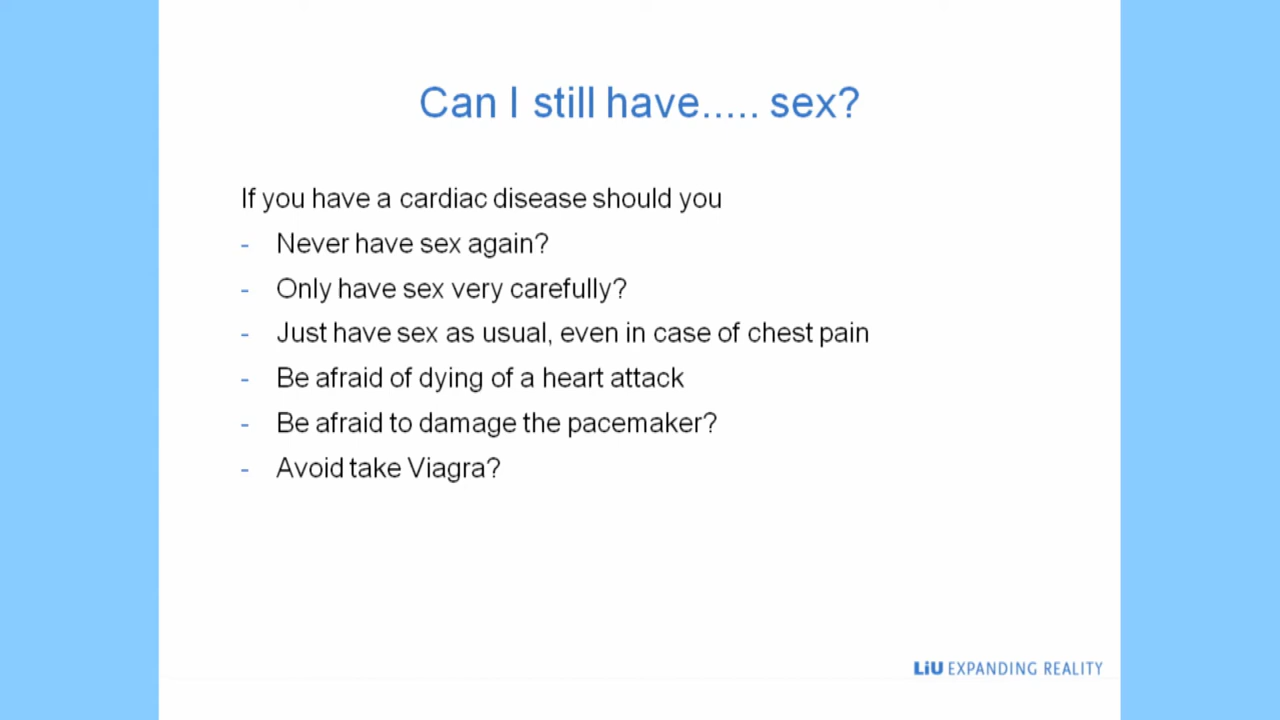 Can I still have..... sex?
If you have a cardiac disease should you
- Never have sex again?
- Only have sex very carefully?
- Just have sex as usual, even in case of chest pain
- Be afraid of dying of a heart attack
- Be afraid to damage the pacemaker?
- Avoid take Viagra?
LiU EXPANDING REALITY